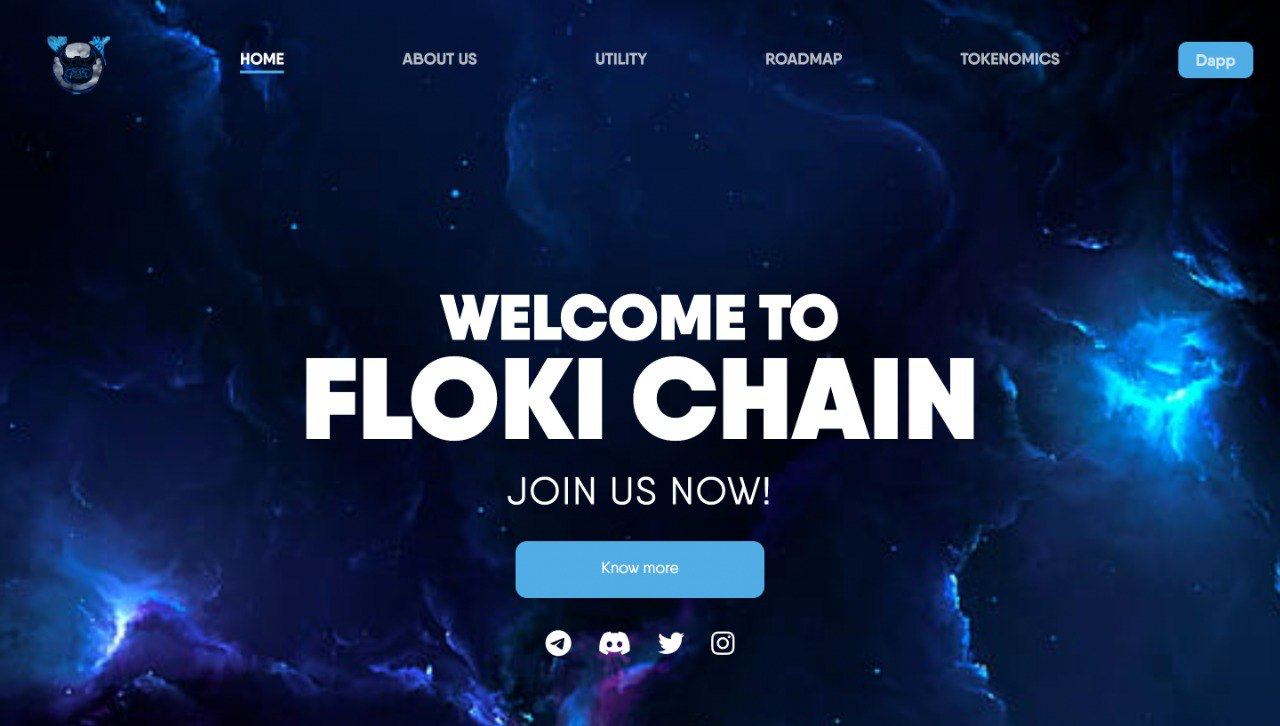 HOME
ABOUT US
UTILITY
ROADMAP
TOKENOMICS
Dapp
WELCOME TO
FLOKI CHAIN
JOIN US NOW!
Know more